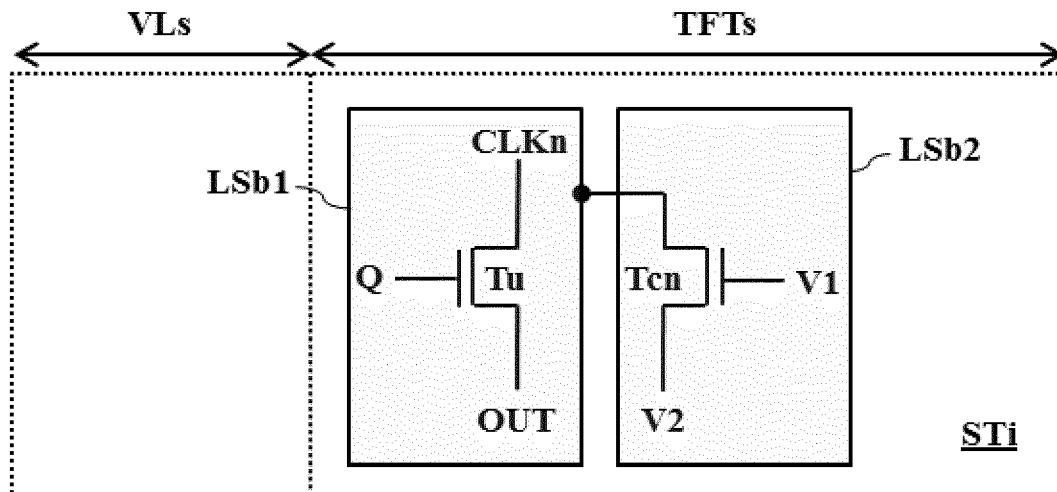 VLs TFTs
CLKn
LSb1
LSb2
Q Tu Tcn V1
OUT V2
STi